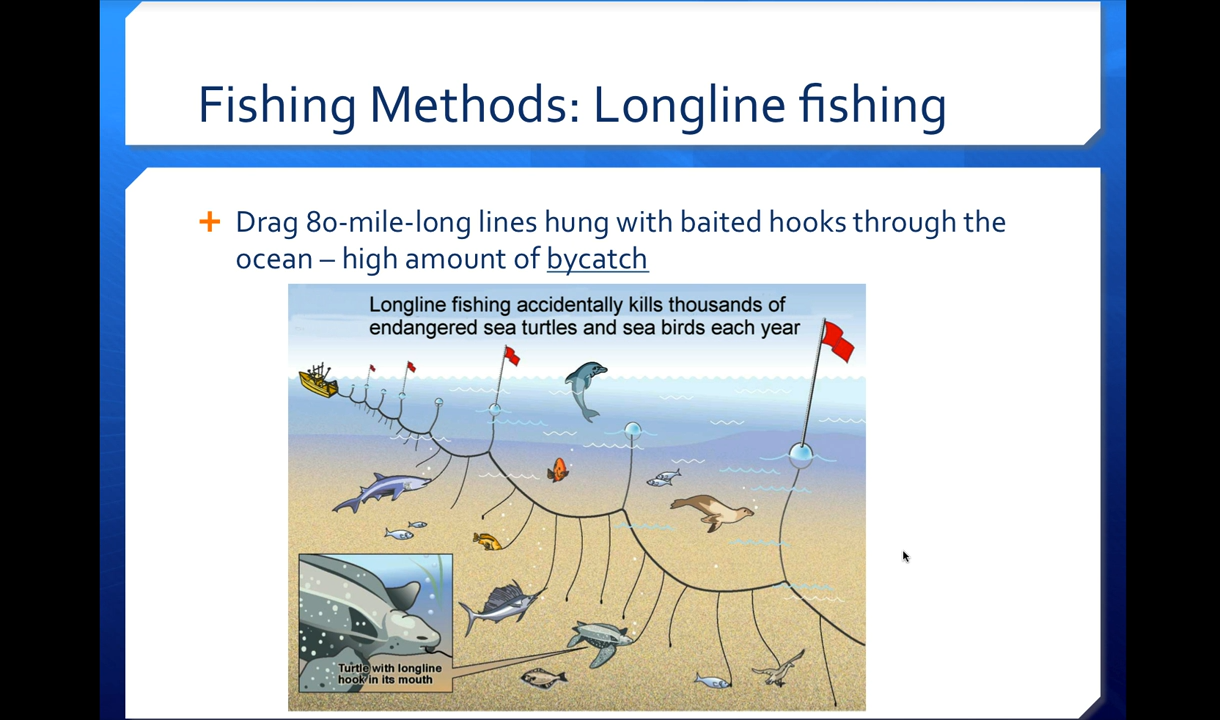 Fishing Methods: Longline fishing
Drag 80-mile-long lines hung with baited hooks through the
ocean – high amount of bycatch
Longline fishing accidentally kills thousands of
endangered sea turtles and sea birds each year
Turtle with longline
hook in its mouth